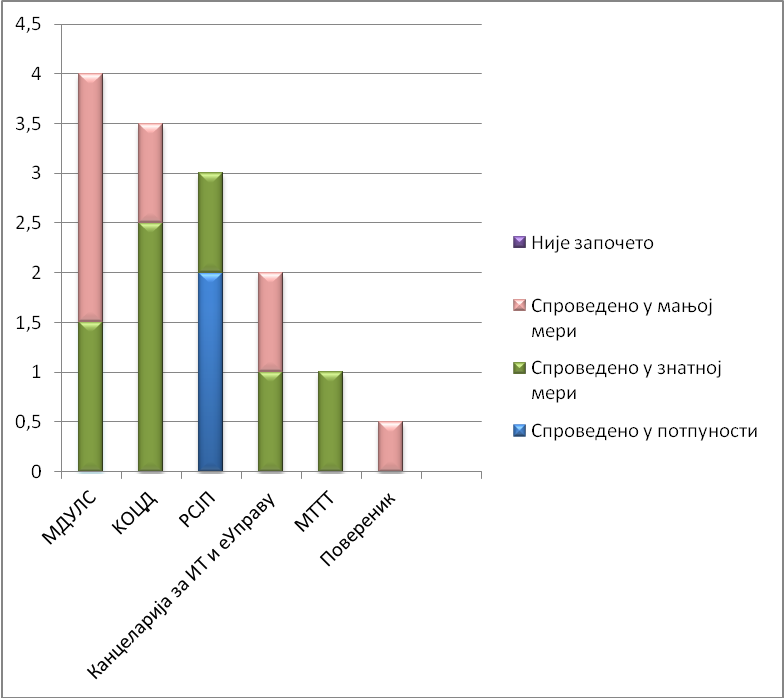 4,5
4
3,5
3
2,5
2
1,5
1
0,5
0
МДУЛС
КОЦД
РСЈП
Канцеларија за ИТ и еУправу
МТТТ
Повереник
Није започето
Спроведено у мањој
мери
Спроведено у знатној
мери
Спроведено у потпуности